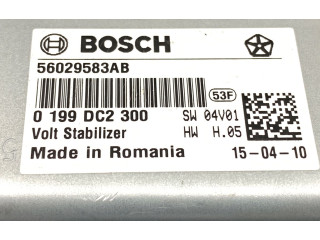 BOSCH
56029583AB
53F
0 199 DC2 300 SW 04V01
Volt Stabilizer HW H.05
Made in Romania 15-04-10